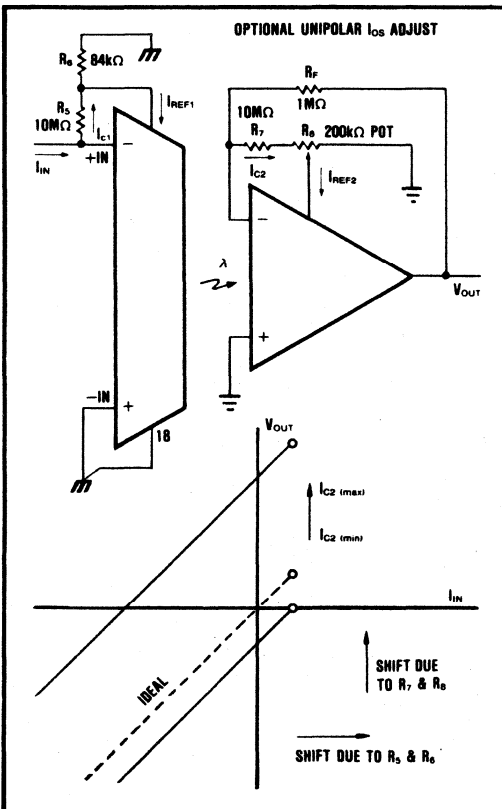 OPTIONAL UNIPOLAR IOS ADJUST
R6 84kΩ
R5
10MΩ
IC1
IREF1
IIN
+IN
−
−IN
+
18
λ
RF
1MΩ
10MΩ
R7
R8 200kΩ POT
IC2
IREF2
−
+
VOUT
VOUT
IC2 (max)
IC2 (min)
IIN
IDEAL
SHIFT DUE
TO R7 & R8
SHIFT DUE TO R5 & R6